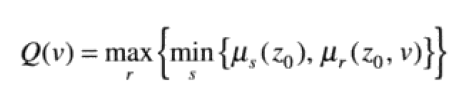 Q(v) = max_r {min_s {μ_s(z_0), μ_r(z_0, v)}}